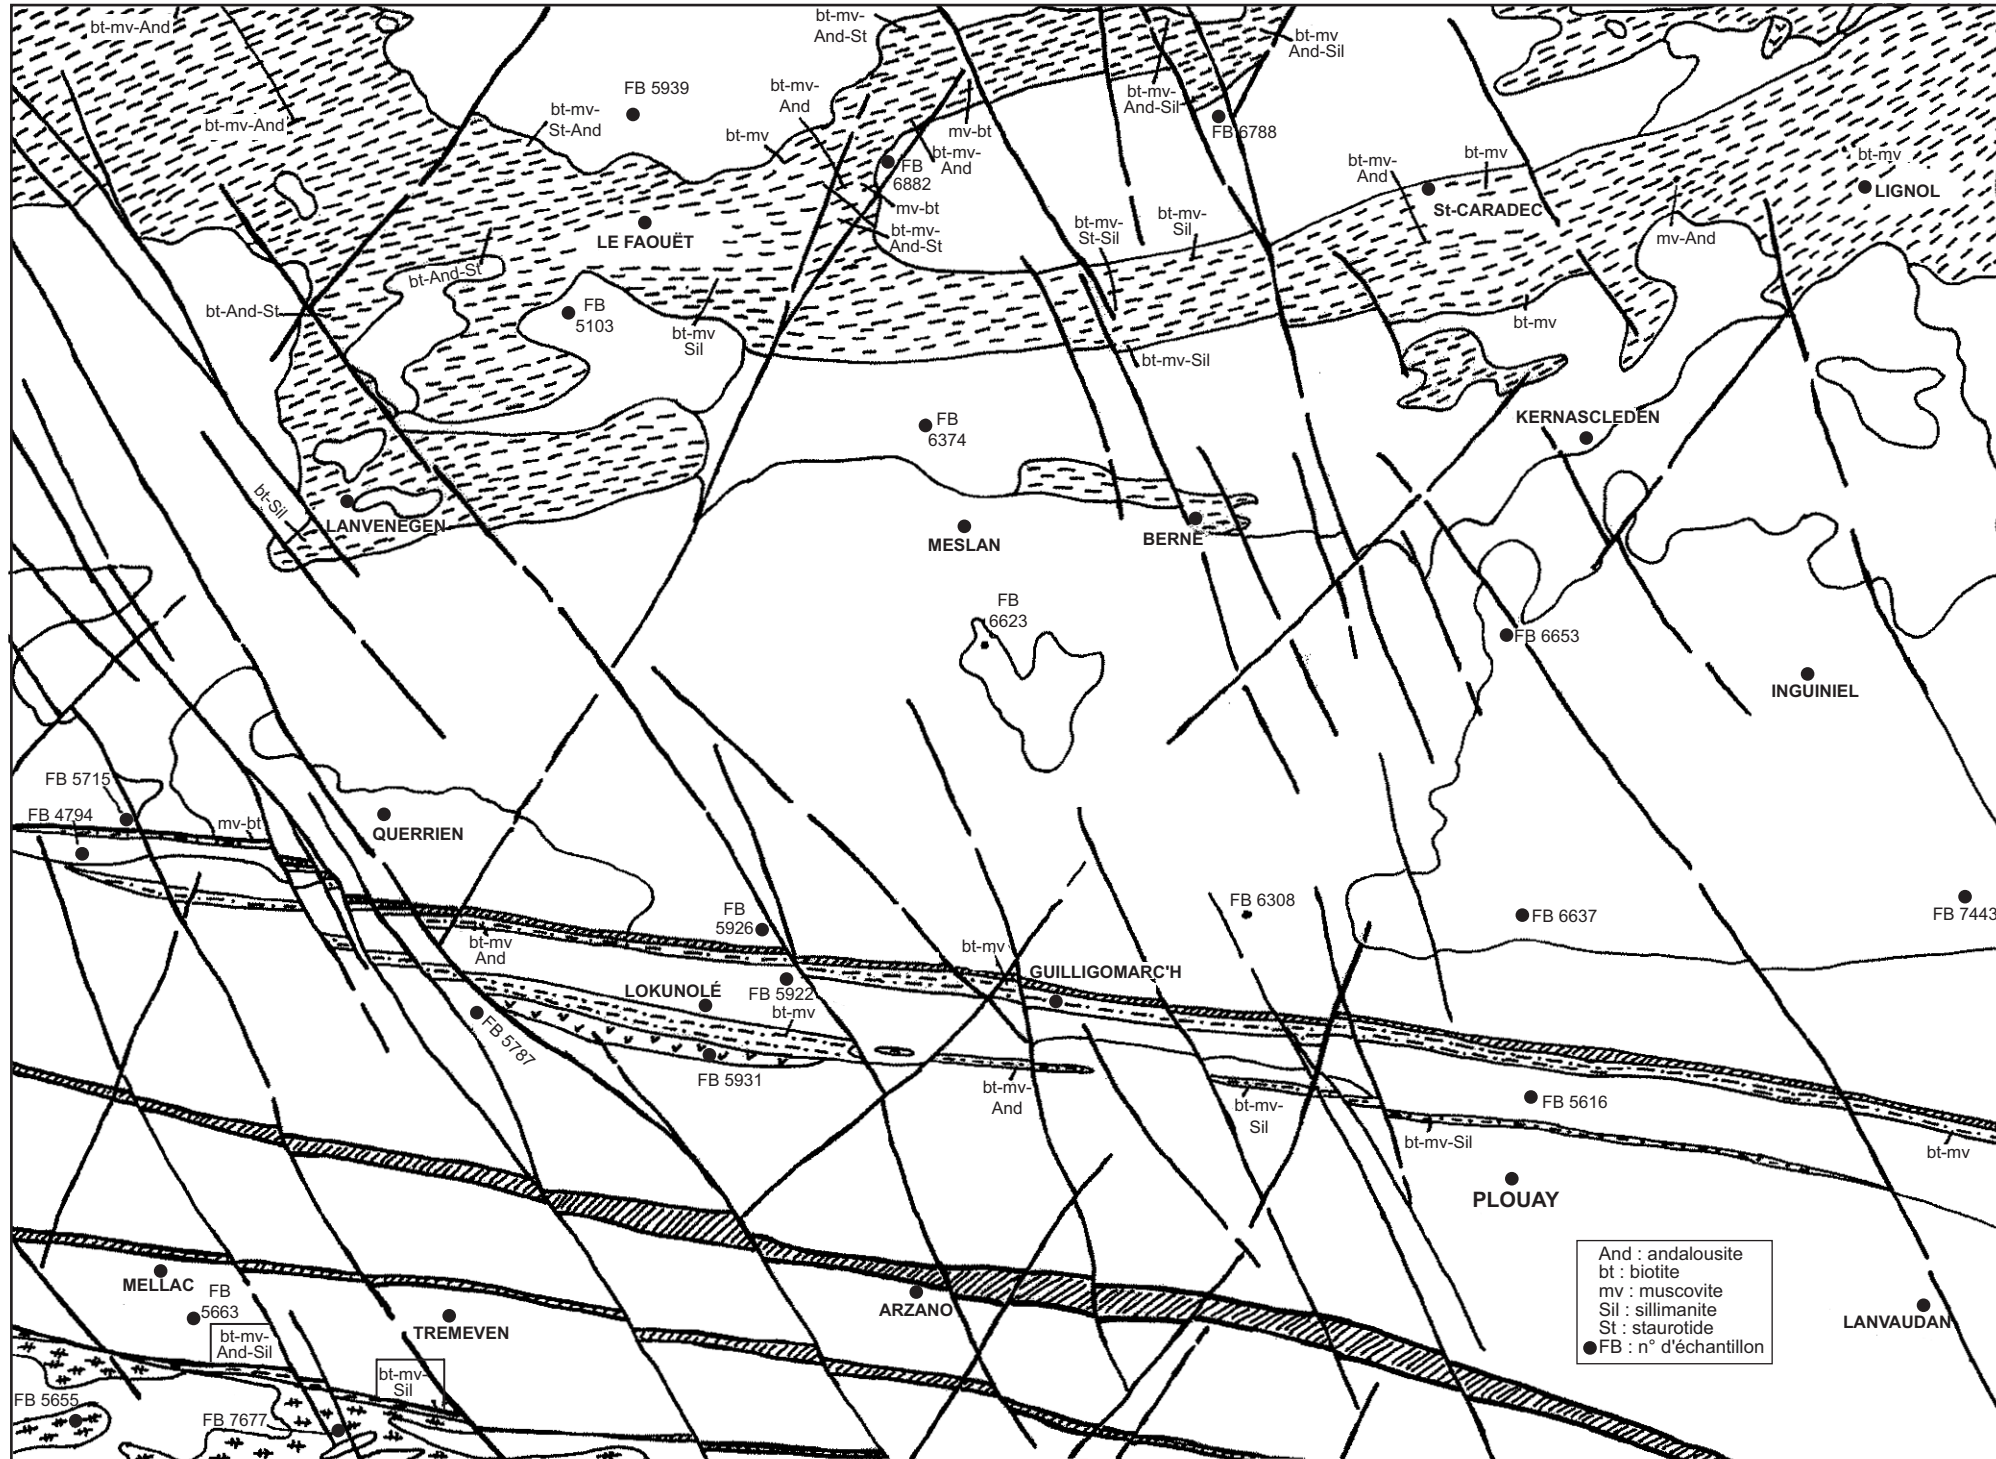 bt-mv-And
bt-mv-
And-St
bt-mv
And-Sil
FB 5939
bt-mv-
And
bt-mv-
And-Sil
bt-mv-
St-And
bt-mv-And
bt-mv
mv-bt
FB 6788
bt-mv-
And
FB
6882
bt-mv-
And
bt-mv
bt-mv
LIGNOL
St-CARADEC
mv-bt
bt-mv-
And-St
bt-mv-
St-Sil
bt-mv-
Sil
mv-And
LE FAOUËT
bt-And-St
bt-And-St
FB
5103
bt-mv
Sil
bt-mv
bt-mv-Sil
FB
6374
KERNASCLEDEN
bt-Sil
LANVENEGEN
MESLAN
BERNE
FB
6623
FB 6653
INGUINIEL
FB 5715
FB 4794
mv-bt
QUERRIEN
FB
5926
FB 6308
FB 6637
FB 7443
bt-mv
And
bt-mv
GUILLIGOMARC'H
LOKUNOLÉ
FB 5922
bt-mv
FB 5787
FB 5931
bt-mv-
And
bt-mv-
Sil
FB 5616
bt-mv-Sil
bt-mv
PLOUAY
MELLAC
FB
5663
TREMEVEN
ARZANO
LANVAUDAN
bt-mv-
And-Sil
bt-mv-
Sil
FB 5655
FB 7677
And : andalousite
bt : biotite
mv : muscovite
Sil : sillimanite
St : staurotide
FB : n° d'échantillon